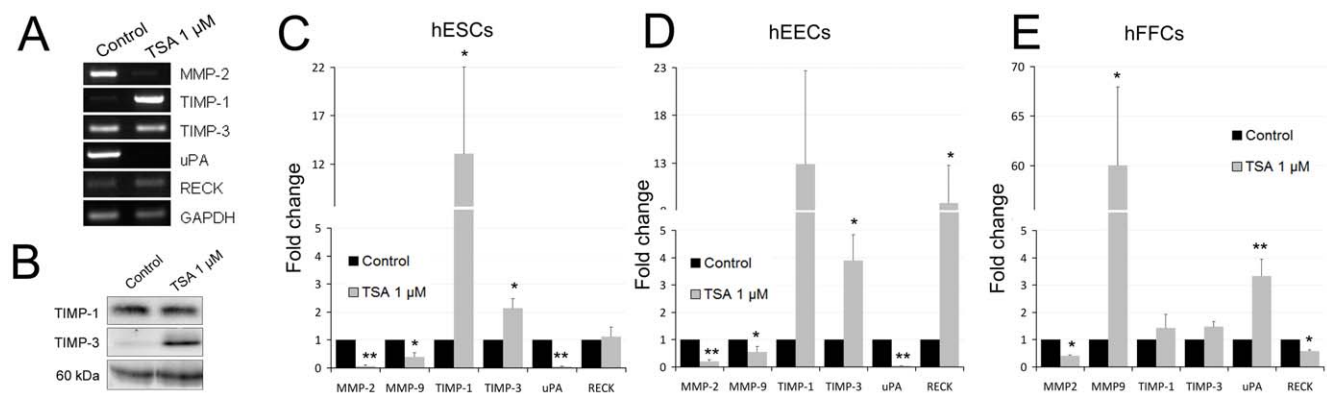 A
Control
TSA 1 µM
MMP-2
TIMP-1
TIMP-3
uPA
RECK
GAPDH
B
Control
TSA 1 µM
TIMP-1
TIMP-3
60 kDa
C
hESCs
Fold change
22
12
5
4
3
2
1
0
*
*
*
**
**
Control
TSA 1 µM
MMP-2 MMP-9 TIMP-1 TIMP-3 uPA RECK
D
hEECs
Fold change
23
13
5
4
3
2
1
0
*
*
*
**
**
Control
TSA 1 µM
MMP-2 MMP-9 TIMP-1 TIMP-3 uPA RECK
E
hFFCs
Fold change
70
65
60
5
4
3
2
1
0
*
**
*
*
Control
TSA 1 µM
MMP2 MMP9 TIMP-1 TIMP-3 uPA RECK